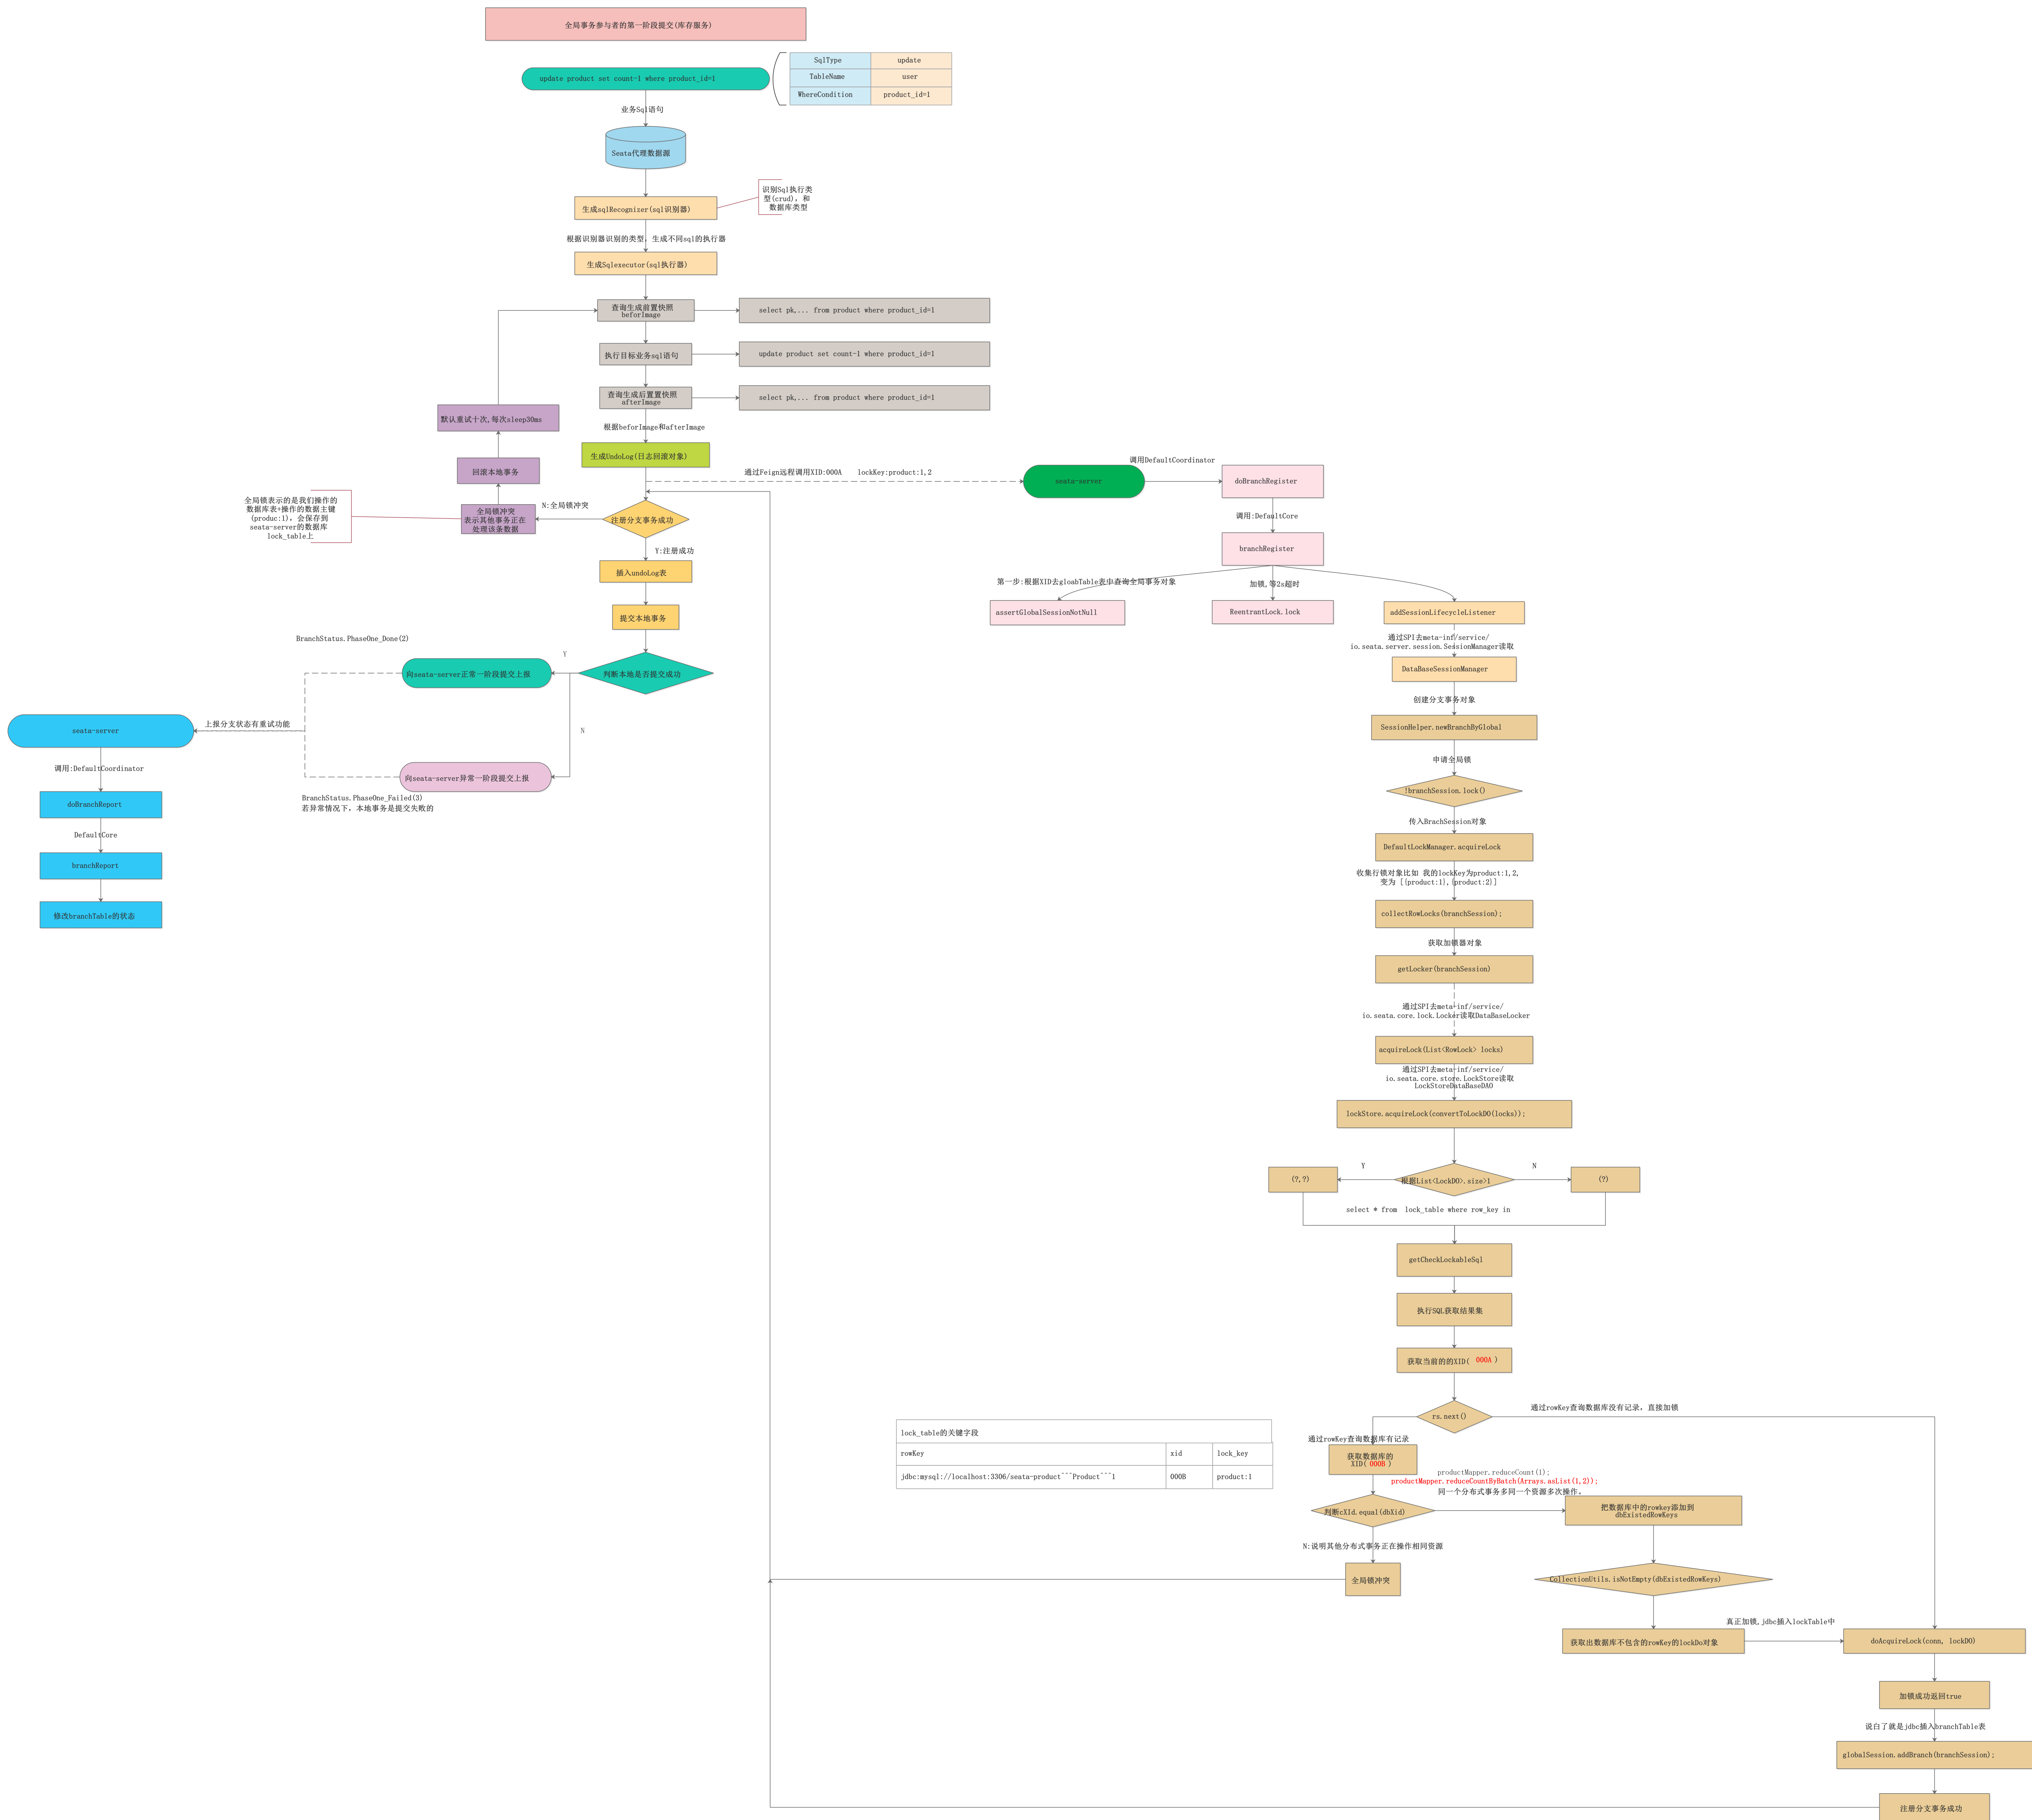 全局事务参与者的第一阶段提交(库存服务)
update product set count-1 where product_id=1
SqlType
update
TableName
user
WhereCondition
product_id=1
业务Sql语句
Seata代理数据源
生成sqlRecognizer(sql识别器)
识别Sql执行类
型(crud), 和
数据库类型
根据识别器识别的类型, 生成不同sql的执行器
生成Sqlexecutor(sql执行器)
查询生成前置快照
beforImage
select pk,... from product where product_id=1
执行目标业务sql语句
update product set count-1 where product_id=1
查询生成后置置快照
afterImage
select pk,... from product where product_id=1
默认重试十次,每次sleep30ms
根据beforImage和afterImage
生成UndoLog(日志回滚对象)
回滚本地事务
通过Feign远程调用XID:000A    lockKey:product:1,2
seata-server
调用DefaultCoordinator
doBranchRegister
全局锁表示的是我们操作的
数据库表+操作的数据主键
(produc:1), 会保存到
seata-server的数据库
lock_table上
全局锁冲突
表示其他事务正在
处理该条数据
N:全局锁冲突
注册分支事务成功
调用:DefaultCore
branchRegister
Y:注册成功
插入undoLog表
第一步:根据XID去gloabTable表中查询全局事务对象
加锁,等2s超时
assertGlobalSessionNotNull
ReentrantLock.lock
addSessionLifecycleListener
提交本地事务
通过SPI去meta-inf/service/
io.seata.server.session.SessionManager读取
BranchStatus.PhaseOne_Done(2)
Y
向seata-server正常一阶段提交上报
判断本地是否提交成功
DataBaseSessionManager
创建分支事务对象
上报分支状态有重试功能
seata-server
N
SessionHelper.newBranchByGlobal
申请全局锁
调用:DefaultCoordinator
向seata-server异常一阶段提交上报
BranchStatus.PhaseOne_Failed(3)
若异常情况下, 本地事务是提交失败的
!branchSession.lock()
doBranchReport
传入BrachSession对象
DefaultCore
DefaultLockManager.acquireLock
branchReport
收集行锁对象比如 我的lockKey为product:1,2,
变为 [{product:1},{product:2}]
修改branchTable的状态
collectRowLocks(branchSession);
获取加锁器对象
getLocker(branchSession)
通过SPI去meta-inf/service/
io.seata.core.lock.Locker读取DataBaseLocker
acquireLock(List<RowLock> locks)
通过SPI去meta-inf/service/
io.seata.core.store.LockStore读取
LockStoreDataBaseDAO
lockStore.acquireLock(convertToLockDO(locks));
Y
N
(?,?)
根据List<LockDO>.size>1
(?)
select * from  lock_table where row_key in
getCheckLockableSql
执行SQL获取结果集
获取当前的的XID( 000A )
rs.next()
通过rowKey查询数据库没有记录, 直接加锁
通过rowKey查询数据库有记录
lock_table的关键字段
rowKey
xid
lock_key
jdbc:mysql://localhost:3306/seata-product^^^Product^^^1
000B
product:1
获取数据库的
XID( 000B )
productMapper.reduceCount(1);
productMapper.reduceCountByBatch(Arrays.asList(1,2));
同一个分布式事务多同一个资源多次操作。
判断cXId.equal(dbXid)
把数据库中的rowkey添加到
dbExistedRowKeys
N:说明其他分布式事务正在操作相同资源
全局锁冲突
CollectionUtils.isNotEmpty(dbExistedRowKeys)
真正加锁,jdbc插入lockTable中
获取出数据库不包含的rowKey的lockDo对象
doAcquireLock(conn, lockDO)
加锁成功返回true
说白了就是jdbc插入branchTable表
globalSession.addBranch(branchSession);
注册分支事务成功